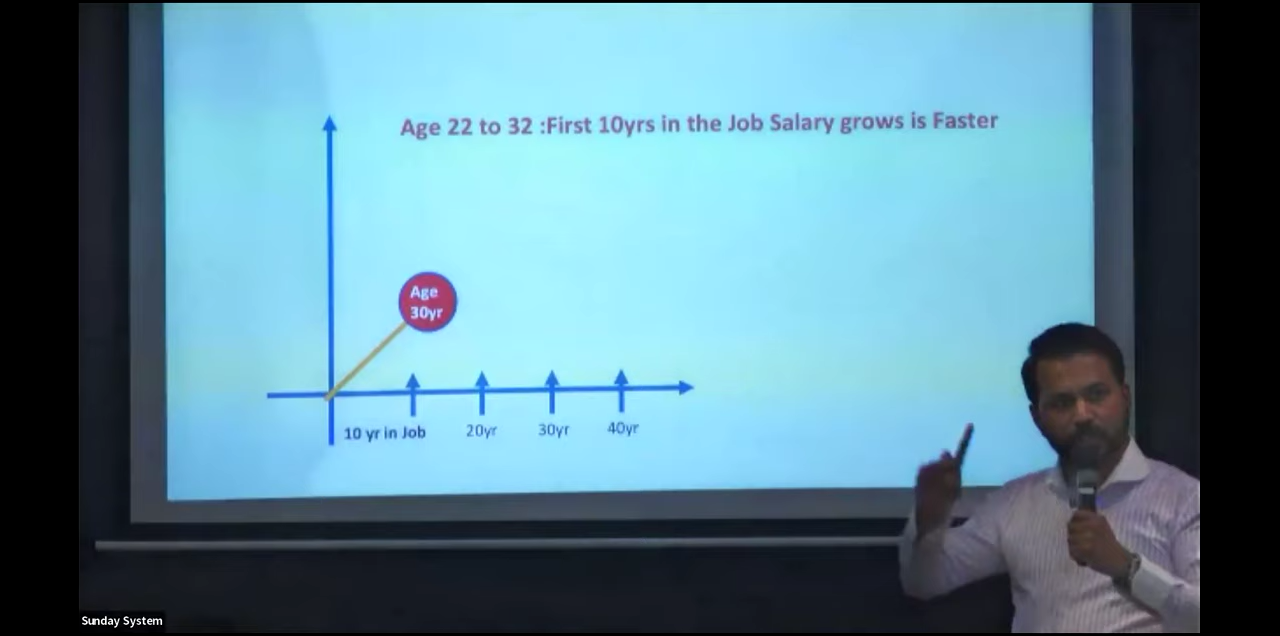 Age 22 to 32 :First 10yrs in the Job Salary grows is Faster
Age
30yr
10 yr in Job
20yr
30yr
40yr
Sunday System